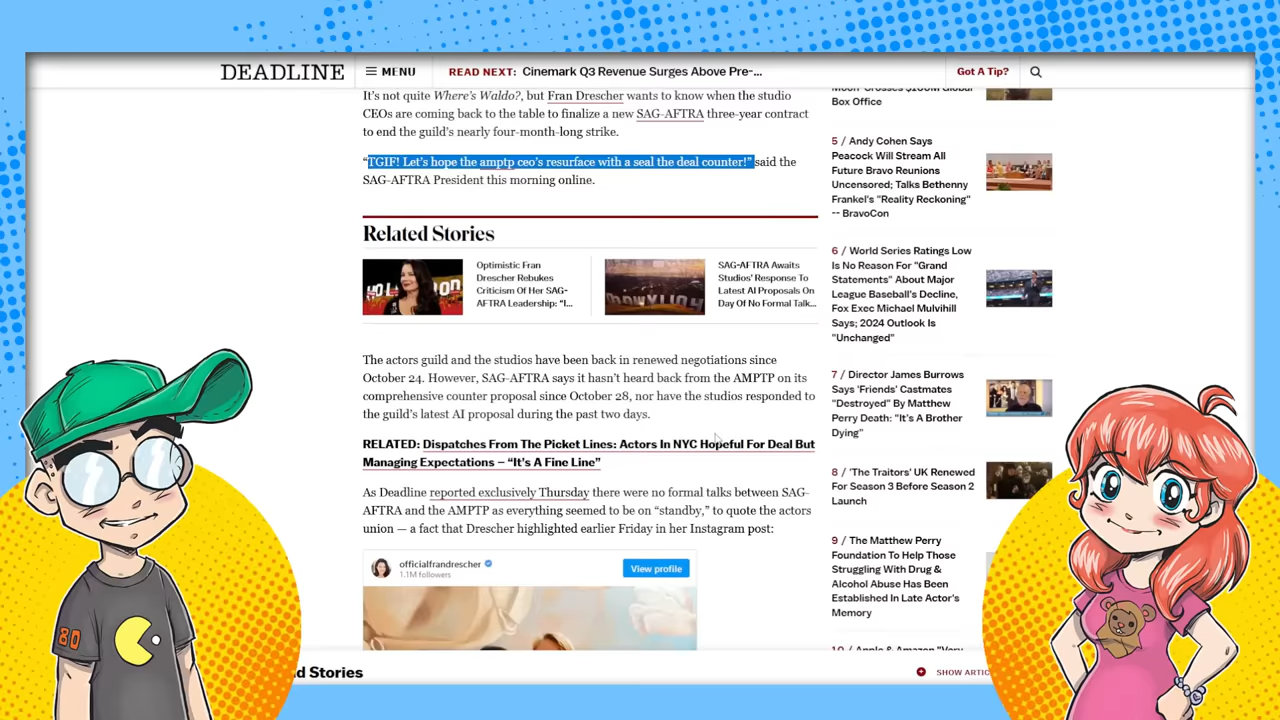 DEADLINE
MENU
READ NEXT: Cinemark Q3 Revenue Surges Above Pre-...
Got A Tip?
It's not quite Where's Waldo?, but Fran Drescher wants to know when the studio
CEOs are coming back to the table to finalize a new SAG-AFTRA three-year contract
to end the guild's nearly four-month-long strike.
“TGIF! Let's hope the amptp ceo's resurface with a seal the deal counter!” said the
SAG-AFTRA President this morning online.
Related Stories
Optimistic Fran
Drescher Rebukes
Criticism Of Her SAG-
AFTRA Leadership: “I...
SAG-AFTRA Awaits
Studios' Response To
Latest AI Proposals On
Day Of No Formal Talk...
The actors guild and the studios have been back in renewed negotiations since
October 24. However, SAG-AFTRA says it hasn't heard back from the AMPTP on its
comprehensive counter proposal since October 28, nor have the studios responded to
the guild's latest AI proposal during the past two days.
RELATED: Dispatches From The Picket Lines: Actors In NYC Hopeful For Deal But
Managing Expectations – “It's A Fine Line”
As Deadline reported exclusively Thursday there were no formal talks between SAG-
AFTRA and the AMPTP as everything seemed to be on “standby,” to quote the actors
union — a fact that Drescher highlighted earlier Friday in her Instagram post:
officialfrandrescher
1.1M followers
View profile
d Stories
SHOW ARTIC
Box Office
5 / Andy Cohen Says
Peacock Will Stream All
Future Bravo Reunions
Uncensored; Talks Bethenny
Frankel's "Reality Reckoning"
-- BravoCon
6 / World Series Ratings Low
Is No Reason For "Grand
Statements" About Major
League Baseball's Decline,
Fox Exec Michael Mulvihill
Says; 2024 Outlook Is
"Unchanged"
7 / Director James Burrows
Says 'Friends' Castmates
"Destroyed" By Matthew
Perry Death: "It's A Brother
Dying"
8 / 'The Traitors' UK Renewed
For Season 3 Before Season 2
Launch
9 / The Matthew Perry
Foundation To Help Those
Struggling With Drug &
Alcohol Abuse Has Been
Established In Late Actor's
Memory
80